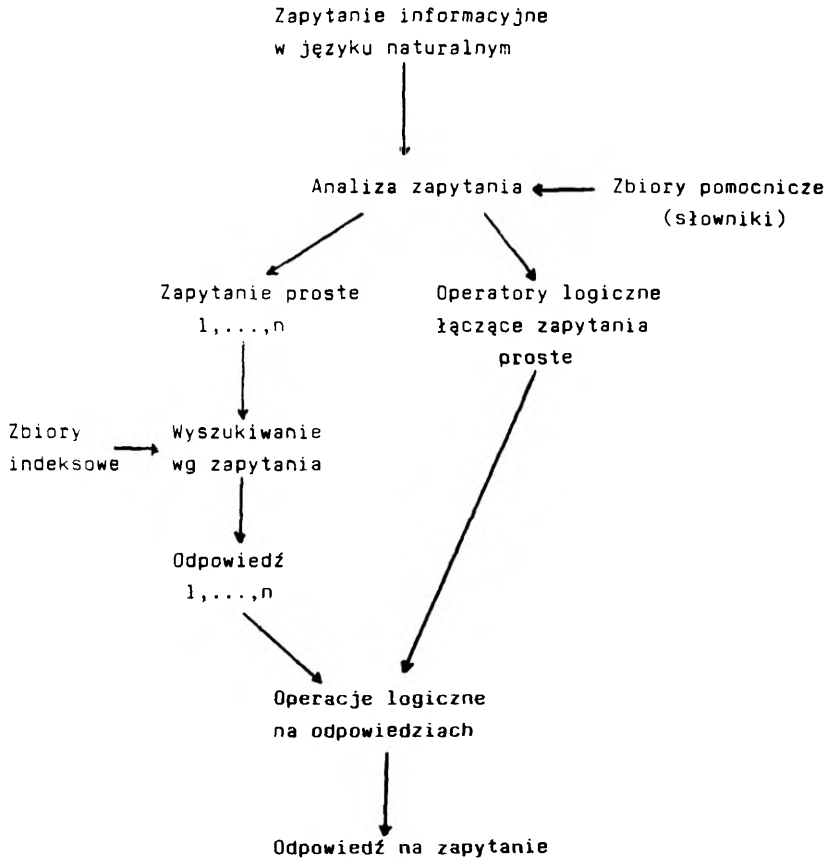 Zapytanie informacyjne
w języku naturalnym
Analiza zapytania
Zbiory pomocnicze
(słowniki)
Zapytanie proste
1,...,n
Operatory logiczne
łączące zapytania
proste
Zbiory
indeksowe
Wyszukiwanie
wg zapytania
Odpowiedź
1,...,n
Operacje logiczne
na odpowiedziach
Odpowiedź na zapytanie